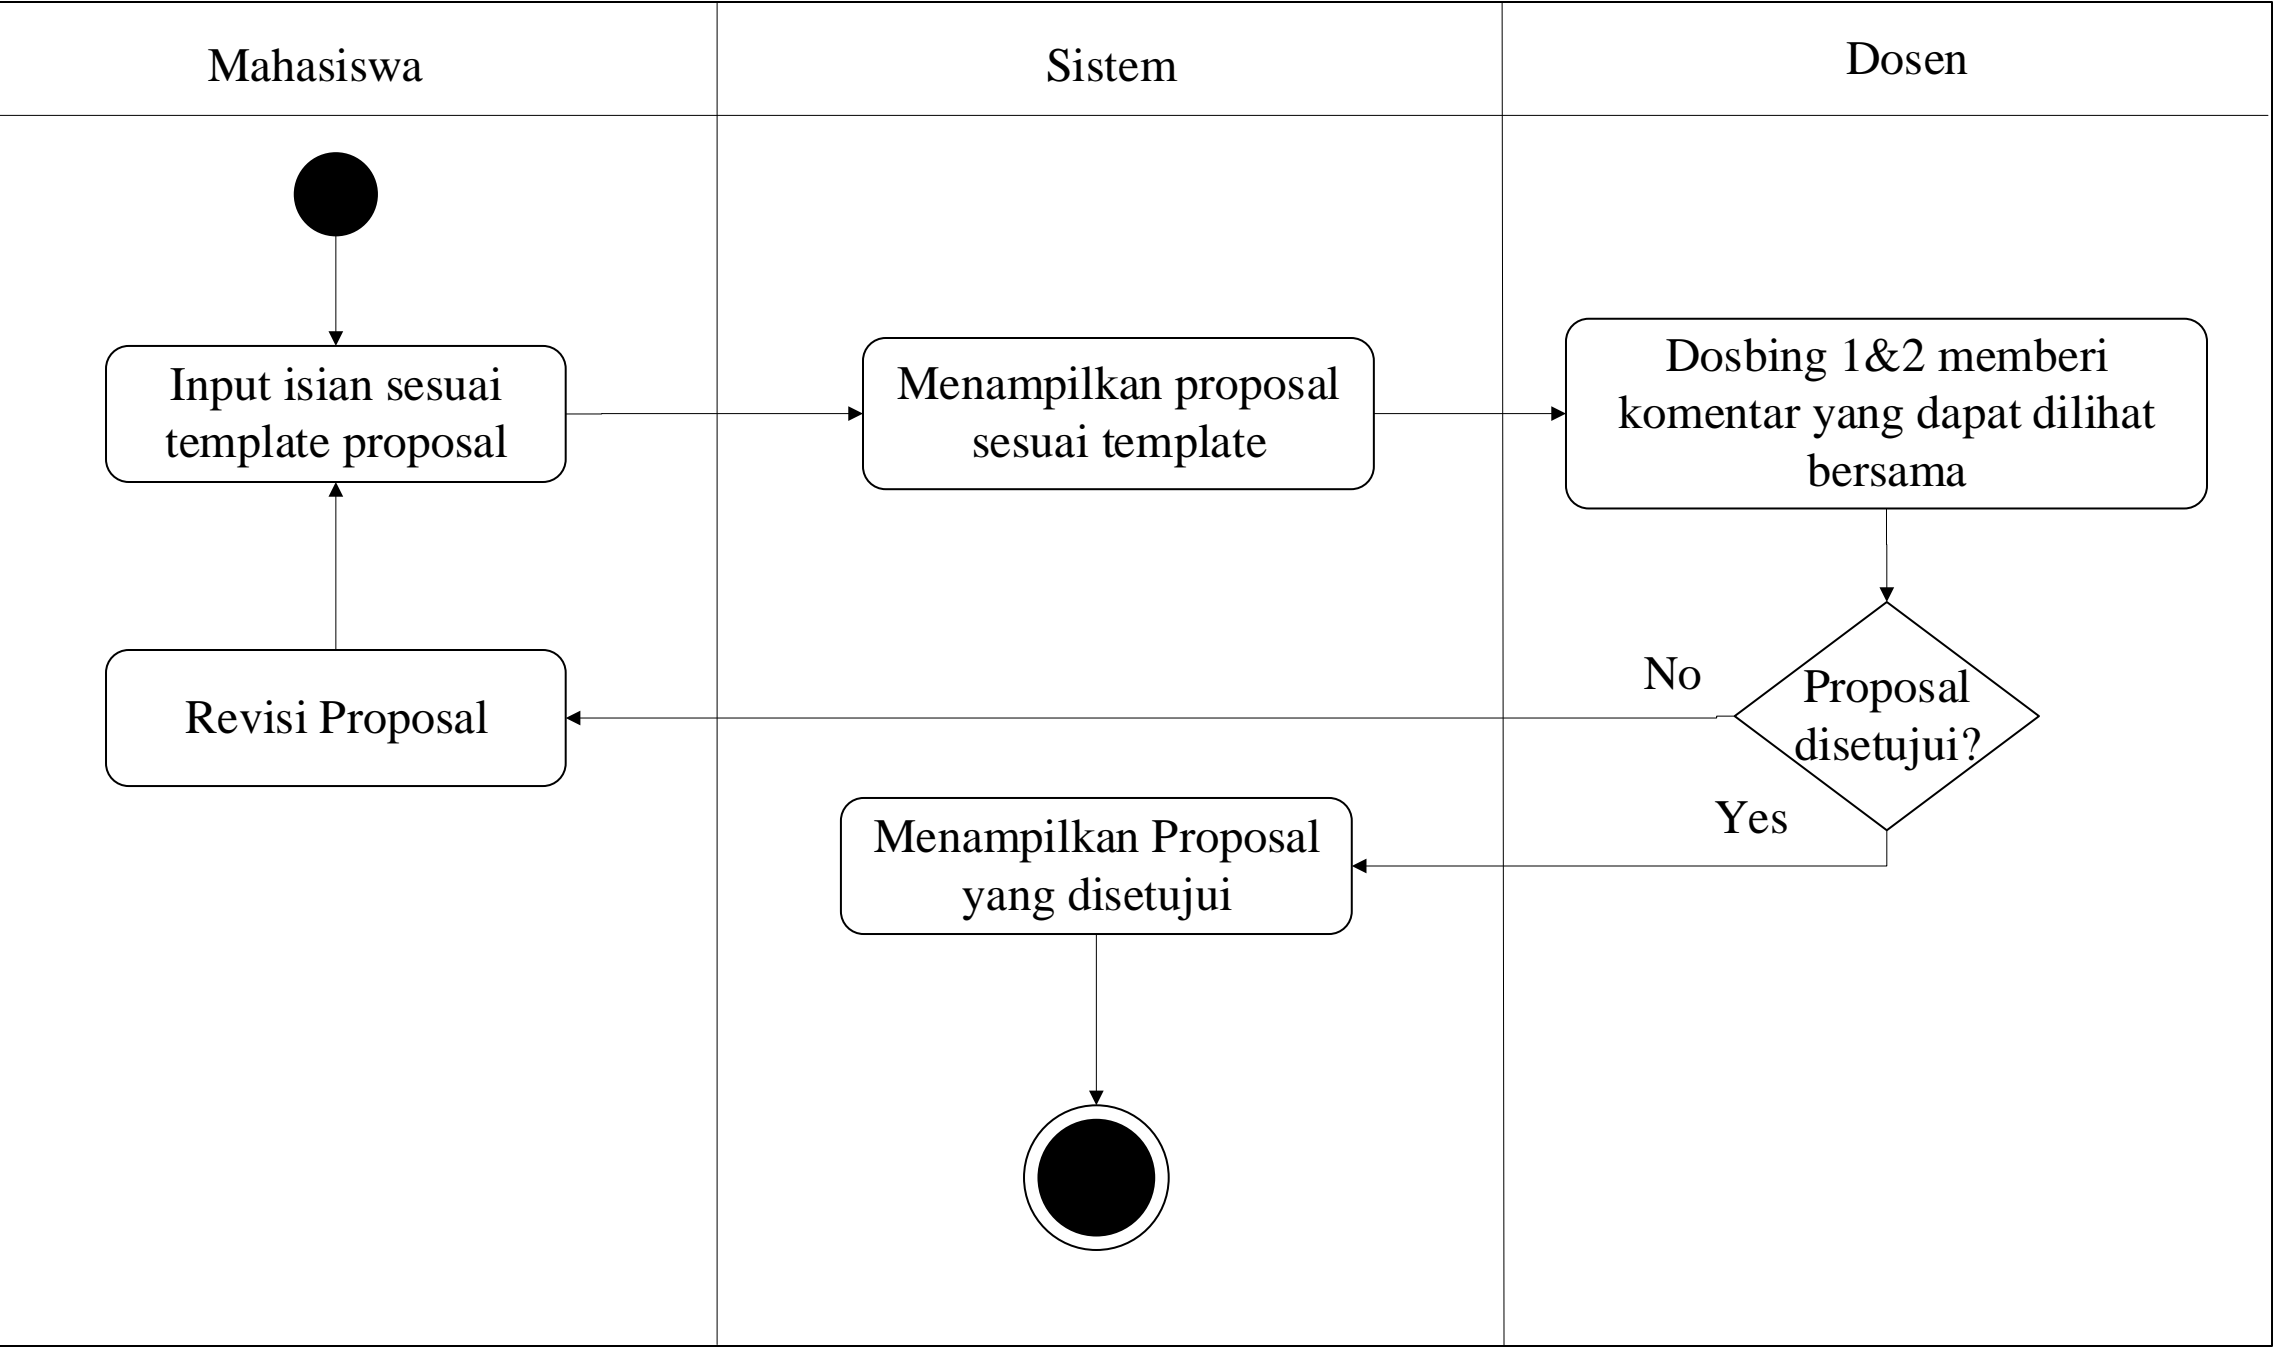 Mahasiswa
Sistem
Dosen
Input isian sesuai
template proposal
Menampilkan proposal
sesuai template
Dosbing 1&2 memberi
komentar yang dapat dilihat
bersama
No
Proposal
disetujui?
Revisi Proposal
Yes
Menampilkan Proposal
yang disetujui